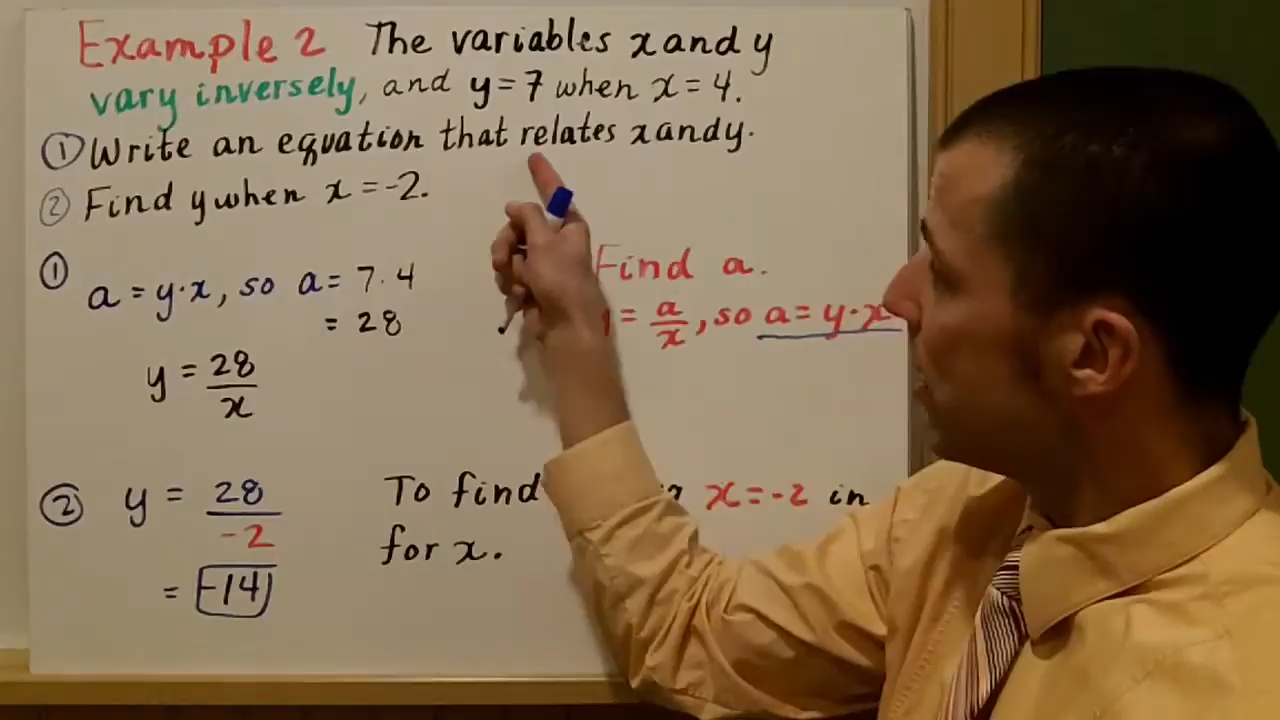 Example 2 The variables x and y
vary inversely, and y = 7 when x = 4.
① Write an equation that relates x and y.
② Find y when x = -2.
①
a = y·x, so a = 7·4
= 28
y = 28/x
Find a.
= a/x, so a = y·x
② y = 28/-2
= -14
To find x = -2 in
for x.